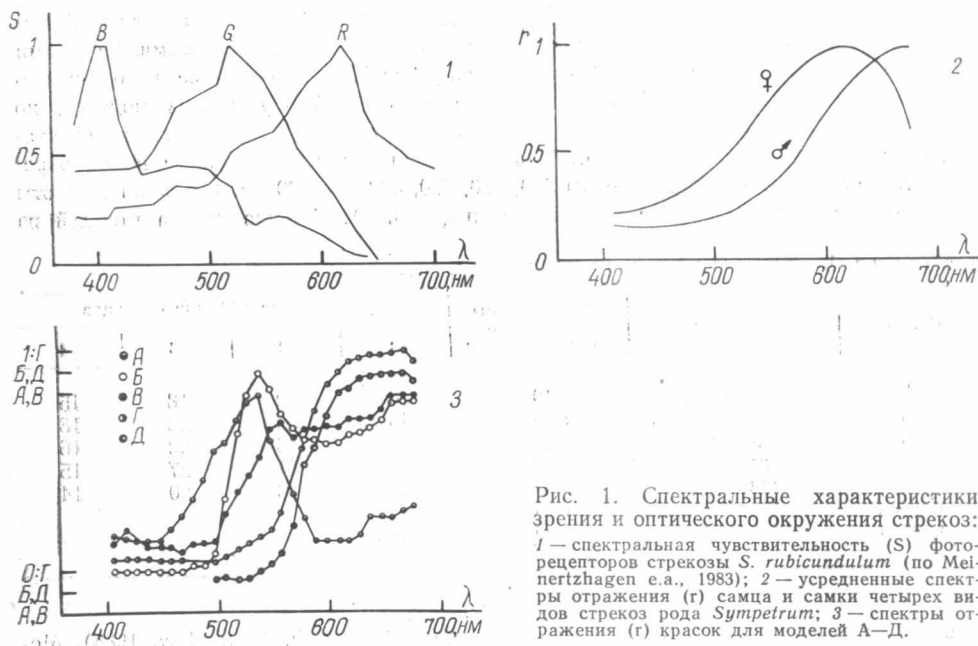 S
B
G
R
1
1
0.5
0
400
500
600
700,нм
λ
r
1
♀
♂
2
0.5
0
400
500
600
700,нм
λ
1:Г
Б,Д
А,В
А
Б
В
Г
Д
3
0:Г
Б,Д
А,В
400
500
600
700,нм
λ
Рис. 1. Спектральные характеристики
зрения и оптического окружения стрекоз:
1 — спектральная чувствительность (S) фото-
рецепторов стрекозы S. rubicundulum (по Мei-
nertzhagen e.a., 1983); 2 — усредненные спект-
ры отражения (r) самца и самки четырех ви-
дов стрекоз рода Sympetrum; 3 — спектры от-
ражения (r) красок для моделей А—Д.